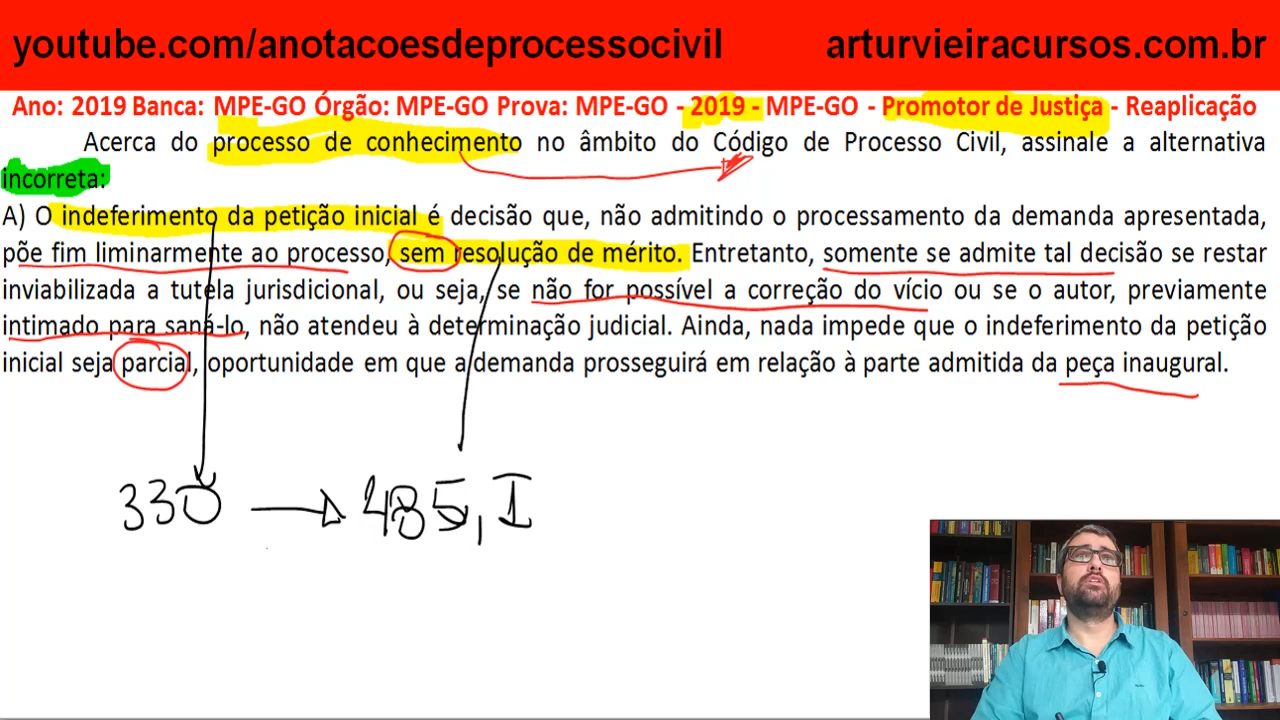 youtube.com/anotacoesdeprocessocivil arturvieiracursos.com.br
Ano: 2019 Banca: MPE-GO Órgão: MPE-GO Prova: MPE-GO - 2019 - MPE-GO - Promotor de Justiça - Reaplicação
Acerca do processo de conhecimento no âmbito do Código de Processo Civil, assinale a alternativa
incorreta:
A) O indeferimento da petição inicial é decisão que, não admitindo o processamento da demanda apresentada,
põe fim liminarmente ao processo, sem resolução de mérito. Entretanto, somente se admite tal decisão se restar
inviabilizada a tutela jurisdicional, ou seja, se não for possível a correção do vício ou se o autor, previamente
intimado para saná-lo, não atendeu à determinação judicial. Ainda, nada impede que o indeferimento da petição
inicial seja parcial, oportunidade em que a demanda prosseguirá em relação à parte admitida da peça inaugural.
330 → 485, I